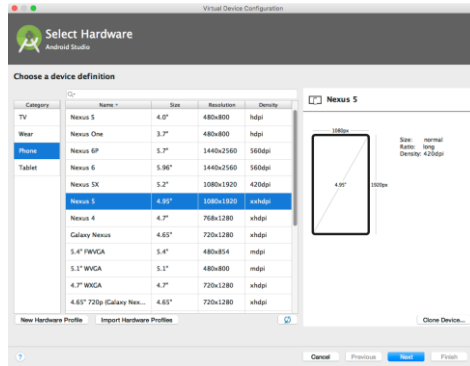 Virtual Device Configuration
Select Hardware
Android Studio
Choose a device definition
Category Name Size Resolution Density
TV
Wear
Phone
Tablet
Nexus S 4.0" 480x800 hdpi
Nexus One 3.7" 480x800 hdpi
Nexus 6P 5.7" 1440x2560 560dpi
Nexus 6 5.96" 1440x2560 560dpi
Nexus 5X 5.2" 1080x1920 420dpi
Nexus 5 4.95" 1080x1920 xxhdpi
Nexus 4 4.7" 768x1280 xhdpi
Galaxy Nexus 4.65" 720x1280 xhdpi
5.4" FWVGA 5.4" 480x854 mdpi
5.1" WVGA 5.1" 480x800 mdpi
4.7" WXGA 4.7" 720x1280 xhdpi
4.65" 720p (Galaxy Nex... 4.65" 720x1280 xhdpi
New Hardware Profile Import Hardware Profiles
Nexus 5
1080px
4.95"
1920px
Size: normal
Ratio: long
Density: 420dpi
Clone Device...
? Cancel Previous Next Finish